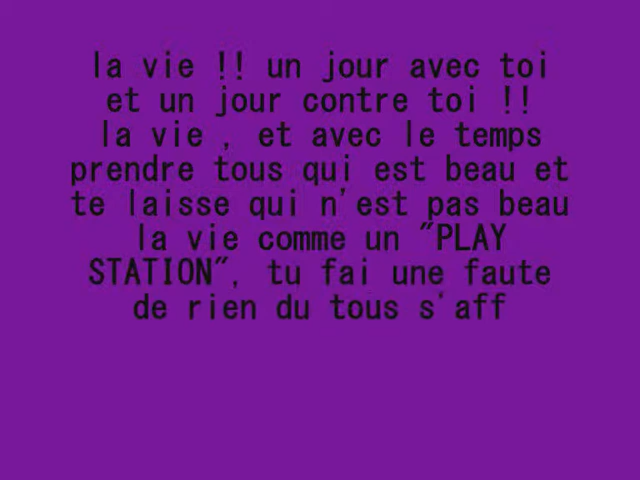 la vie !! un jour avec toi
et un jour contre toi !!
la vie , et avec le temps
prendre tous qui est beau et
te laisse qui n'est pas beau
la vie comme un "PLAY
STATION", tu fai une faute
de rien du tous s'aff